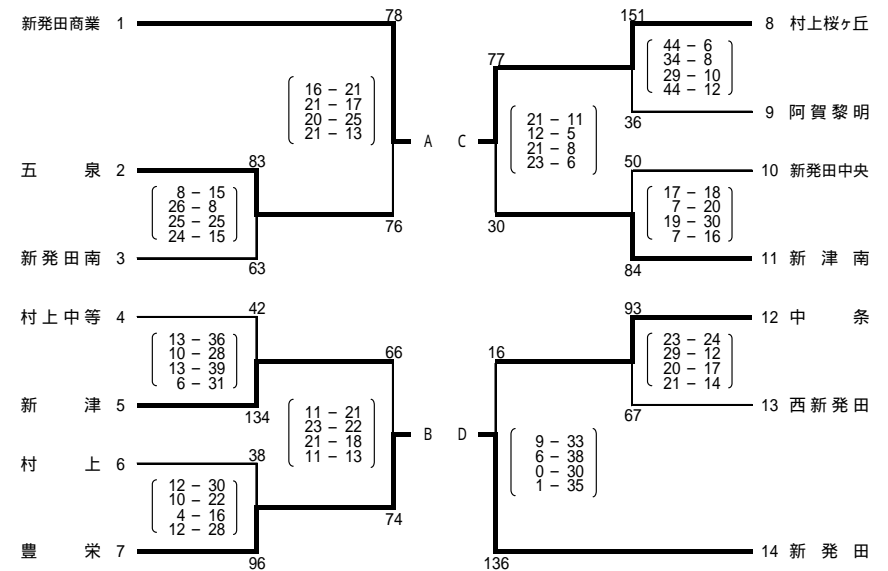 新発田商業 1
78
16 – 21
21 – 17
20 – 25
21 – 13
A
五泉 2
83
8 – 15
26 – 8
25 – 25
24 – 15
76
新発田南 3
63
村上中等 4
42
13 – 36
10 – 28
13 – 39
6 – 31
66
新津 5
134
11 – 21
23 – 22
21 – 18
11 – 13
B
村上 6
38
12 – 30
10 – 22
4 – 16
12 – 28
74
豊栄 7
96
151
8 村上桜ヶ丘
77
44 – 6
34 – 8
29 – 10
44 – 12
36
9 阿賀黎明
C
21 – 11
12 – 5
21 – 8
23 – 6
50
10 新発田中央
17 – 18
7 – 20
19 – 30
7 – 16
30
84
11 新津南
93
12 中条
16
23 – 24
29 – 12
20 – 17
21 – 14
67
13 西新発田
D
9 – 33
6 – 38
0 – 30
1 – 35
136
14 新発田